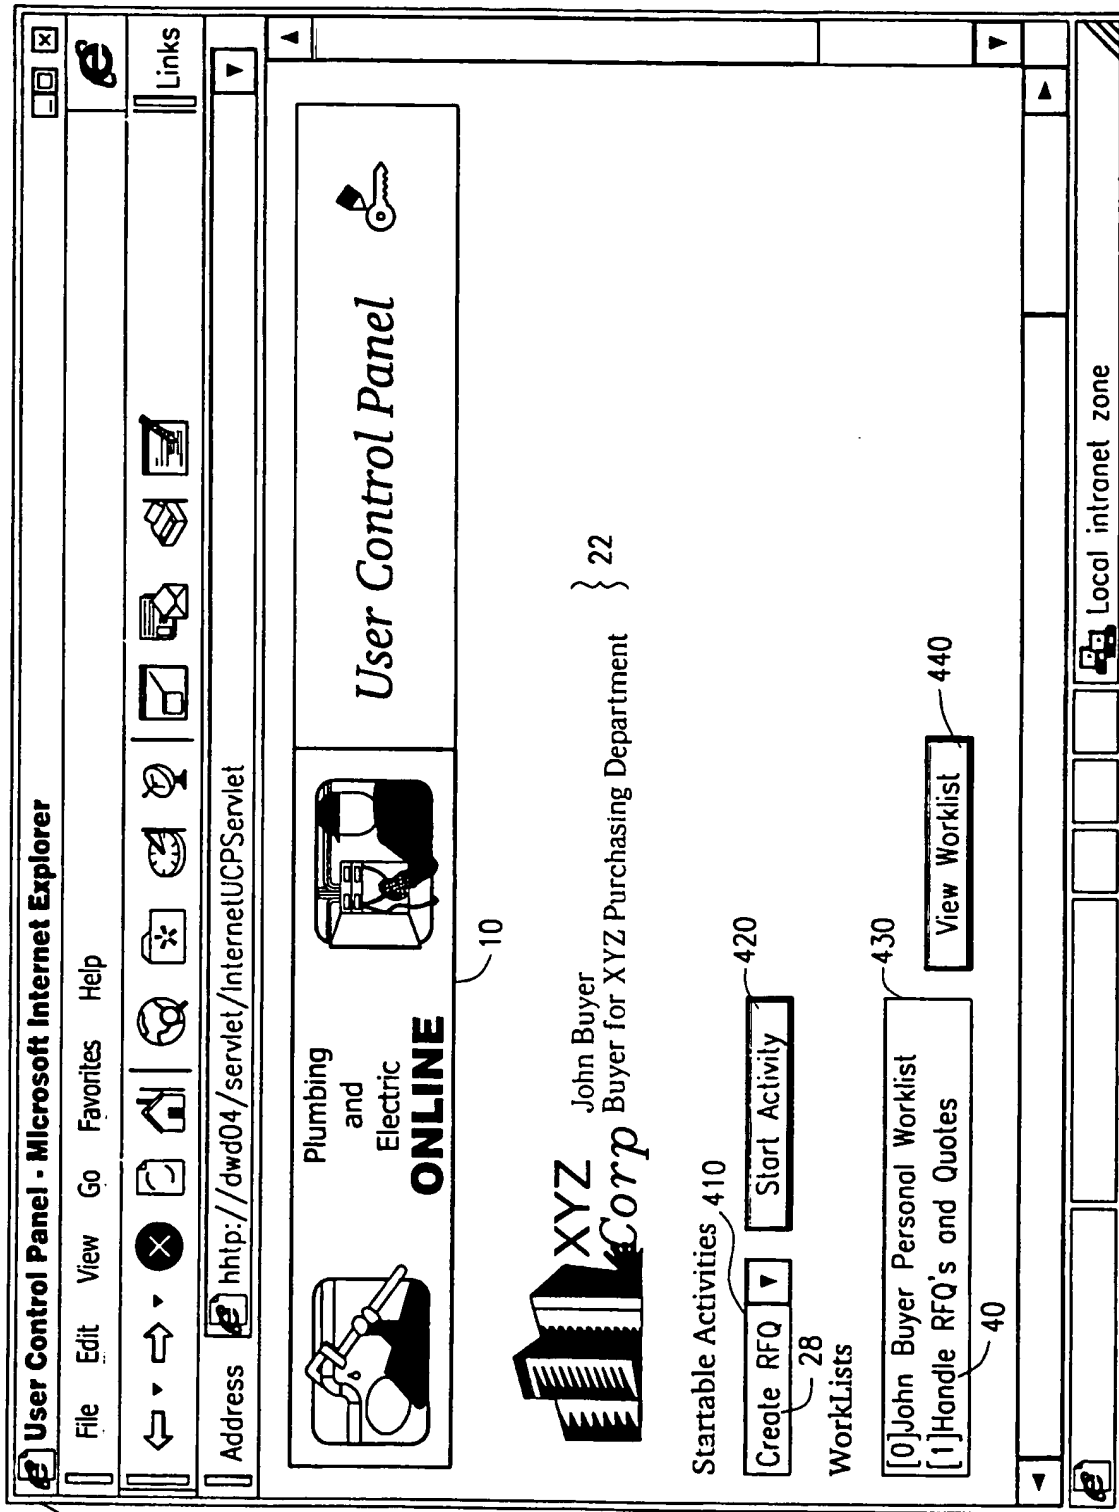 User Control Panel - Microsoft Internet Explorer
File Edit View Go Favorites Help
Links
Address hhtp://dwd04/servlet/InternetUCPServlet
Plumbing
and
Electric
ONLINE
User Control Panel
10
XYZ
Corp
John Buyer
Buyer for XYZ Purchasing Department
22
Startable Activities 410
Create RFQ
Start Activity
420
28
WorkLists
430
[0]John Buyer Personal Worklist
[1]Handle RFQ's and Quotes
View Worklist
440
40
Local intranet zone